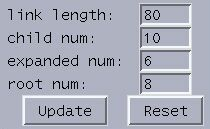 link length: 80
child num: 10
expanded num: 6
root num: 8
Update Reset